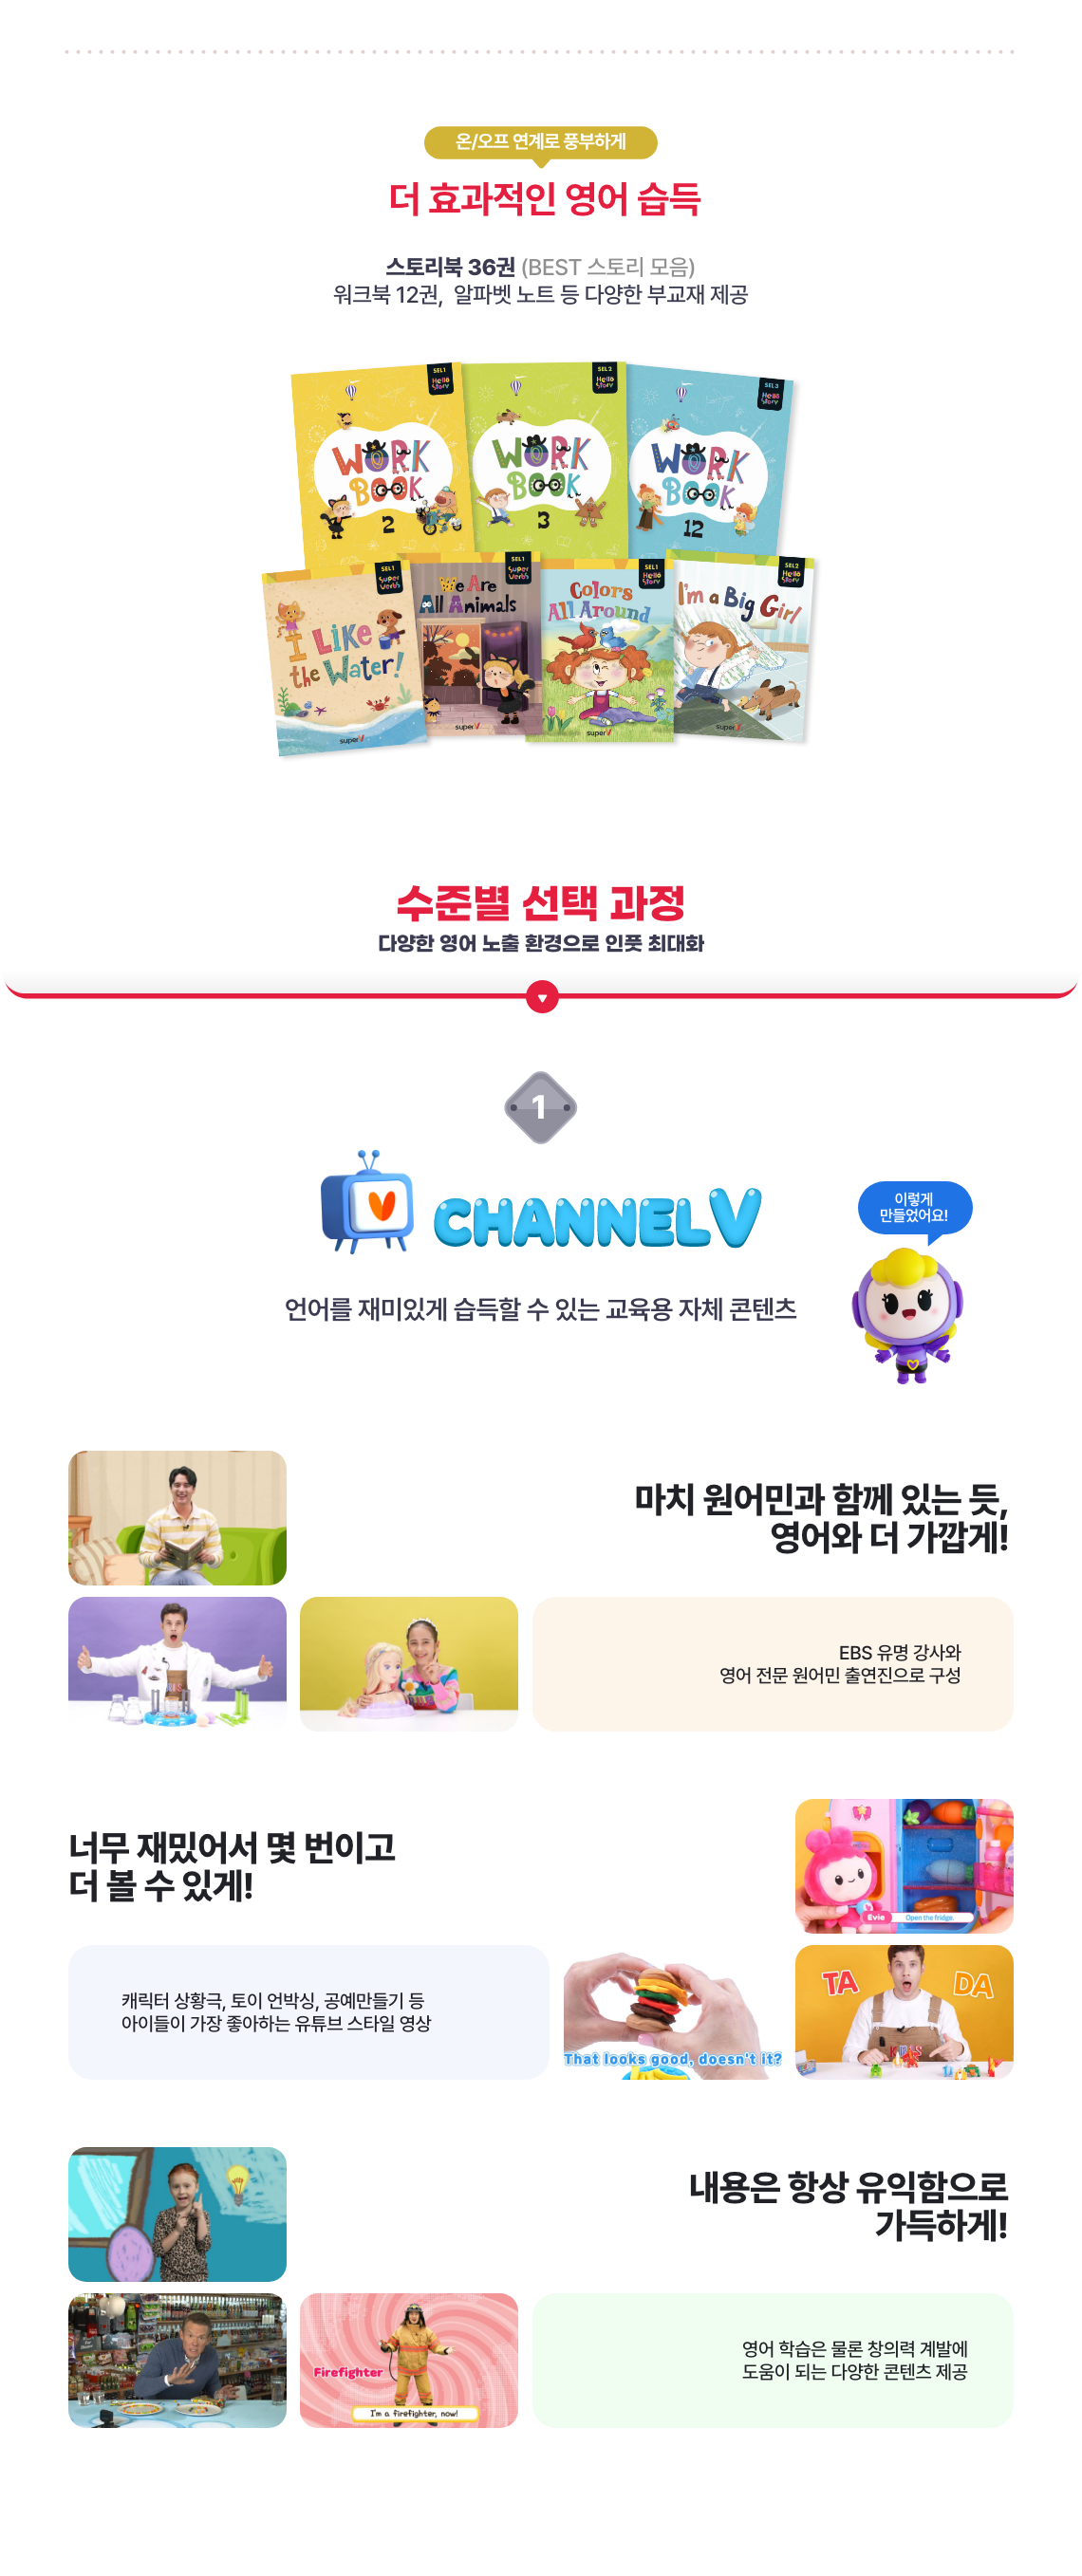 온/오프 연계로 풍부하게
더 효과적인 영어 습득
스토리북 36권 (BEST 스토리 모음)
워크북 12권, 알파벳 노트 등 다양한 부교재 제공
SEL1
Hello Story
WORK
BOOK
2
SEL2
Hello Story
WORK
BOOK
3
SEL3
Hello Story
WORK
BOOK
12
SEL1
Super Verbs
I LIKE
the Water!
super V
SEL1
Super Verbs
We Are
All Animals
super V
SEL1
Hello Story
Colors
All Around
super V
SEL2
Hello Story
I'm a Big Girl
super V
수준별 선택 과정
다양한 영어 노출 환경으로 인풋 최대화
1
CHANNEL V
이렇게
만들었어요!
언어를 재미있게 습득할 수 있는 교육용 자체 콘텐츠
마치 원어민과 함께 있는 듯,
영어와 더 가깝게!
EBS 유명 강사와
영어 전문 원어민 출연진으로 구성
너무 재밌어서 몇 번이고
더 볼 수 있게!
Evie
Open the fridge.
캐릭터 상황극, 토이 언박싱, 공예만들기 등
아이들이 가장 좋아하는 유튜브 스타일 영상
That looks good, doesn't it?
TA DA
내용은 항상 유익함으로
가득하게!
Firefighter
I'm a firefighter, now!
영어 학습은 물론 창의력 계발에
도움이 되는 다양한 콘텐츠 제공